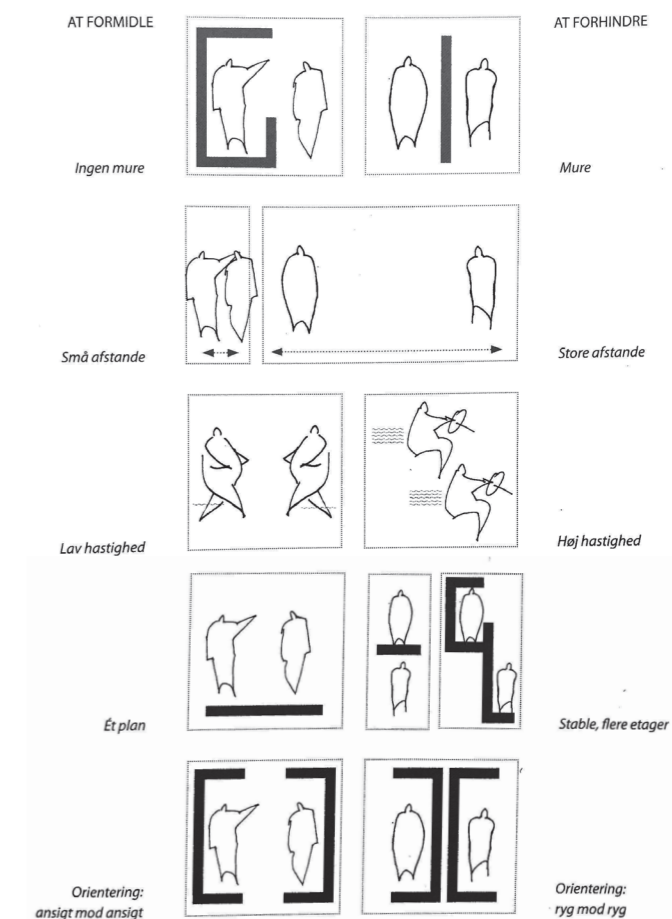 AT FORMIDLE
AT FORHINDRE
Ingen mure
Mure
Små afstande
Store afstande
Lav hastighed
Høj hastighed
Ét plan
Stable, flere etager
Orientering:
ansigt mod ansigt
Orientering:
ryg mod ryg